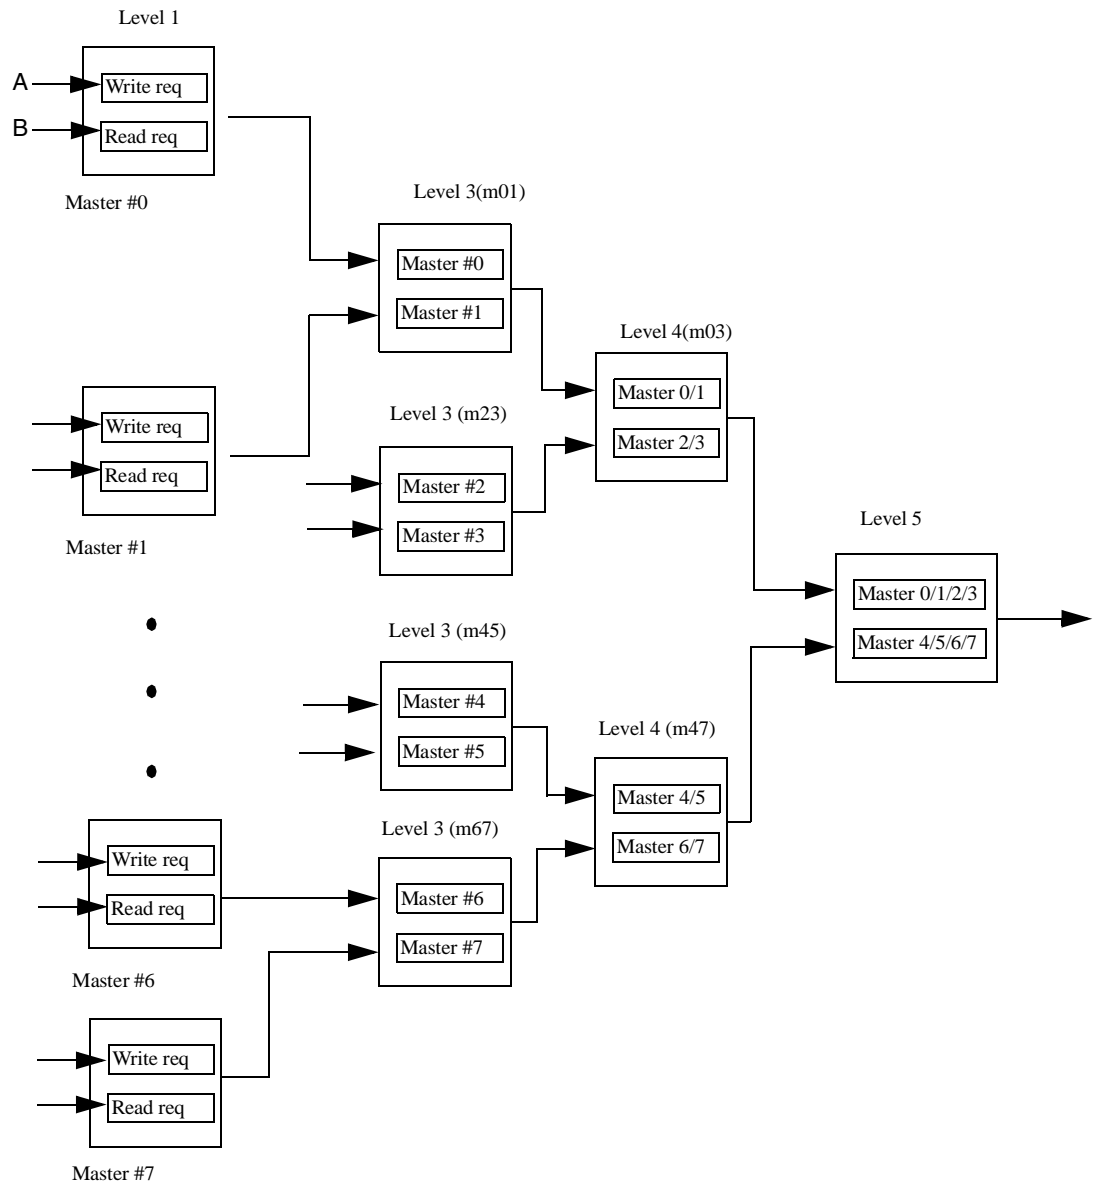 Level 1
A
Write req
B
Read req
Master #0
Level 3(m01)
Master #0
Master #1
Level 4(m03)
Master 0/1
Master 2/3
Write req
Read req
Master #1
Level 3 (m23)
Master #2
Master #3
Level 5
Master 0/1/2/3
Master 4/5/6/7
Level 3 (m45)
Master #4
Master #5
Level 4 (m47)
Master 4/5
Master 6/7
Level 3 (m67)
Master #6
Master #7
Write req
Read req
Master #6
Write req
Read req
Master #7